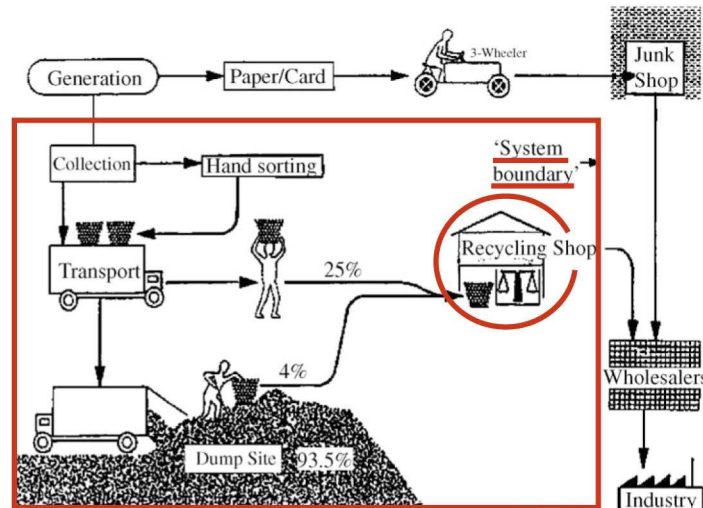 Generation
Paper/Card
3-Wheeler
Junk
Shop
Collection
Hand sorting
'System
boundary'
Transport
25%
Recycling Shop
4%
Wholesalers
Dump Site
93.5%
Industry